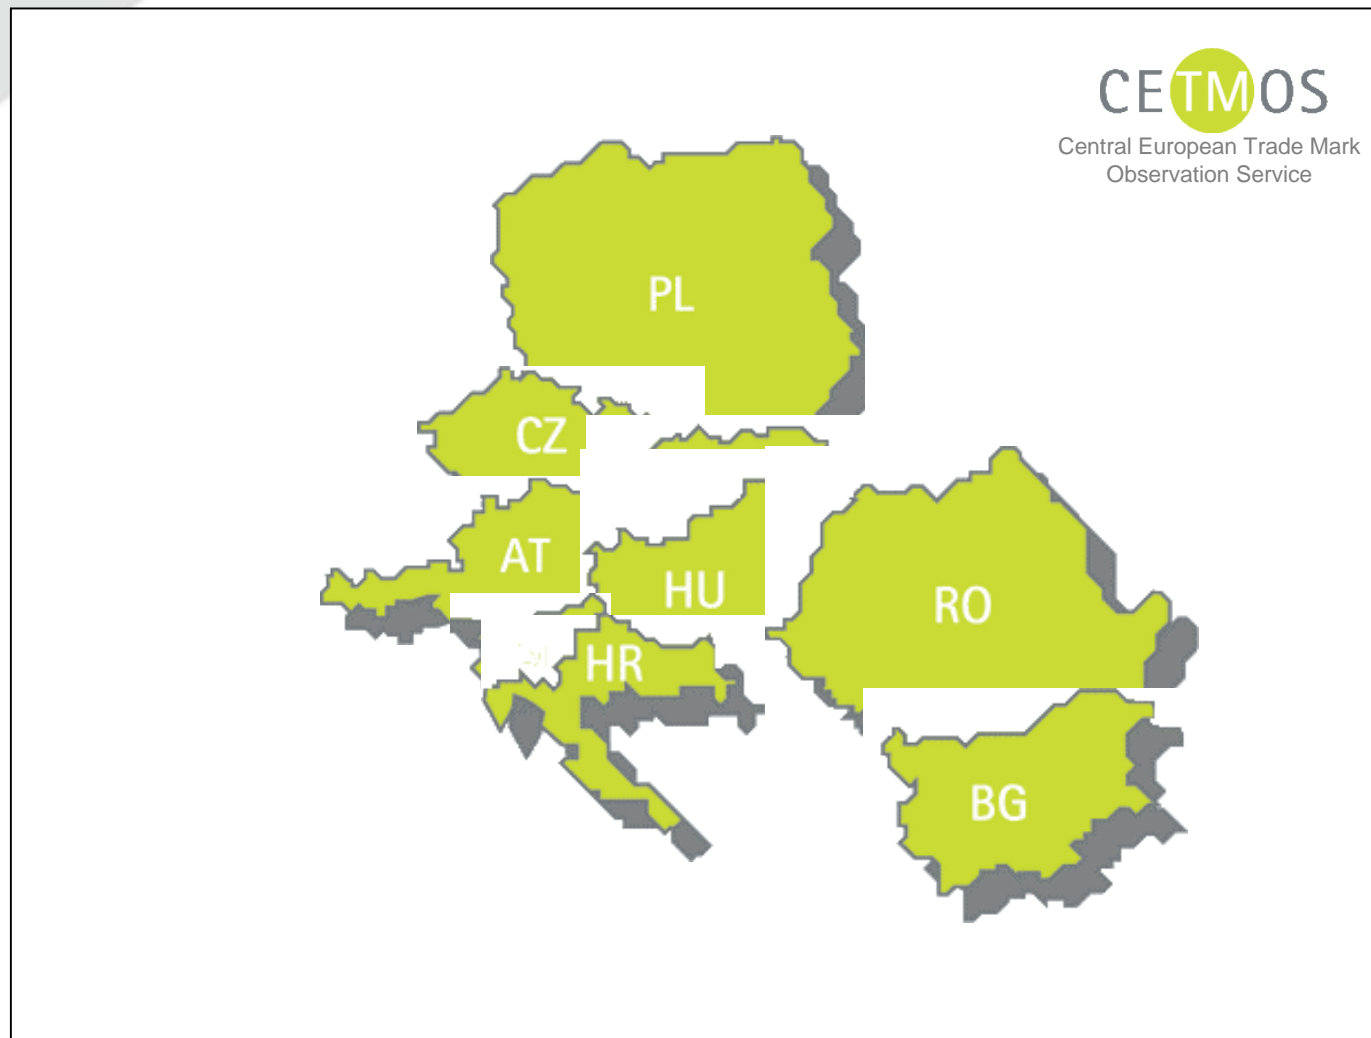 CETMOS
Central European Trade Mark
Observation Service
PL
CZ
AT
HU
RO
HR
BG